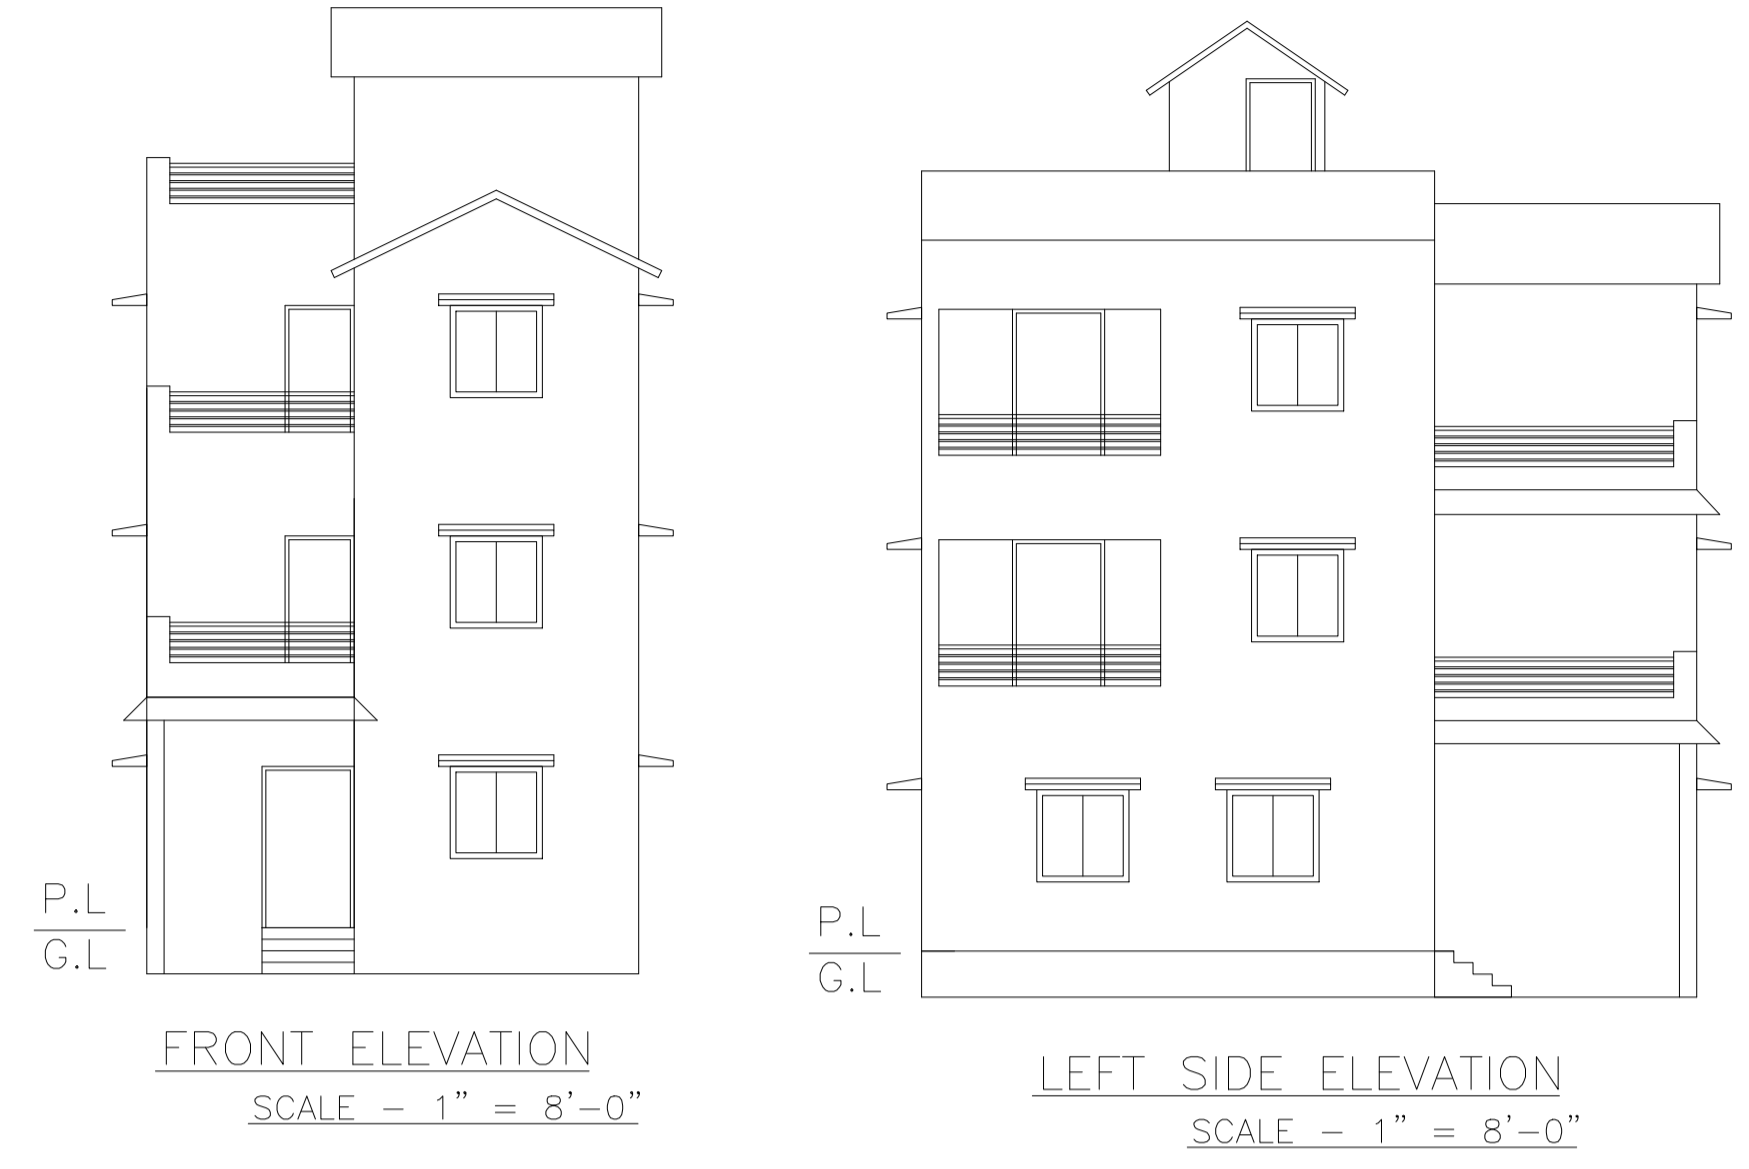 P.L
G.L
FRONT ELEVATION
SCALE - 1" = 8'-0"
P.L
G.L
LEFT SIDE ELEVATION
SCALE - 1" = 8'-0"